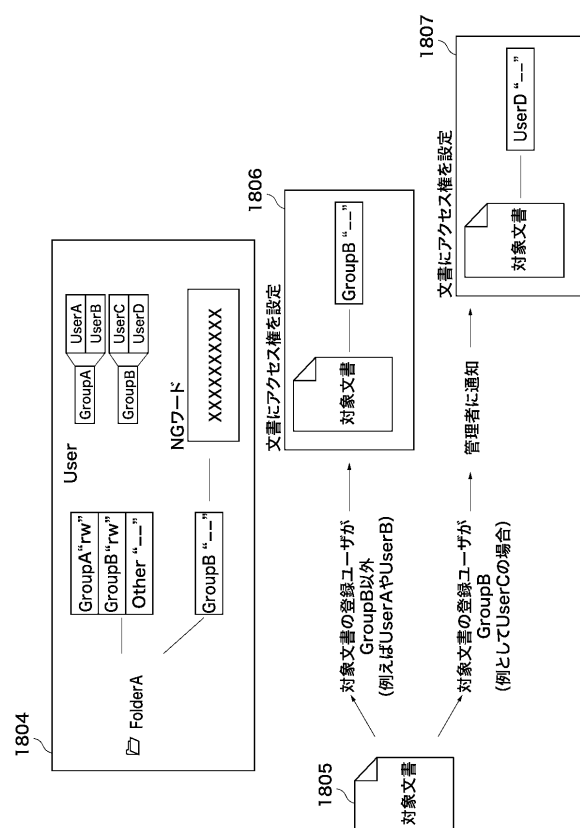 1804
FolderA
GroupA “rw”
GroupB “rw”
Other “−−”
GroupB “−−”
User
GroupA
UserA
UserB
GroupB
UserC
UserD
NGワード
XXXXXXXXXX
1805
対象文書
対象文書の登録ユーザが
GroupB以外
(例えばUserAやUserB)
1806
文書にアクセス権を設定
対象文書
GroupB “−−”
対象文書の登録ユーザが
GroupB
(例としてUserCの場合)
管理者に通知
1807
文書にアクセス権を設定
対象文書
UserD “−−”